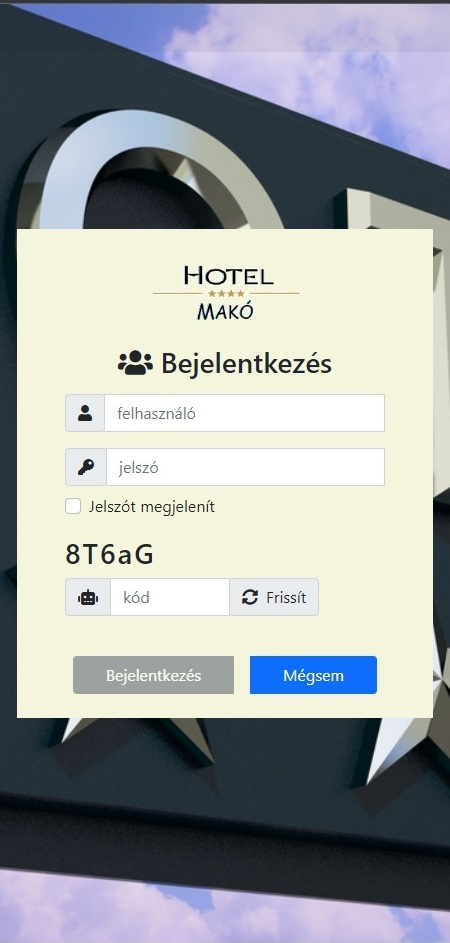 HOTEL
MAKÓ
Bejelentkezés
felhasználó
jelszó
Jelszót megjelenít
8T6aG
kód
Frissít
Bejelentkezés
Mégsem